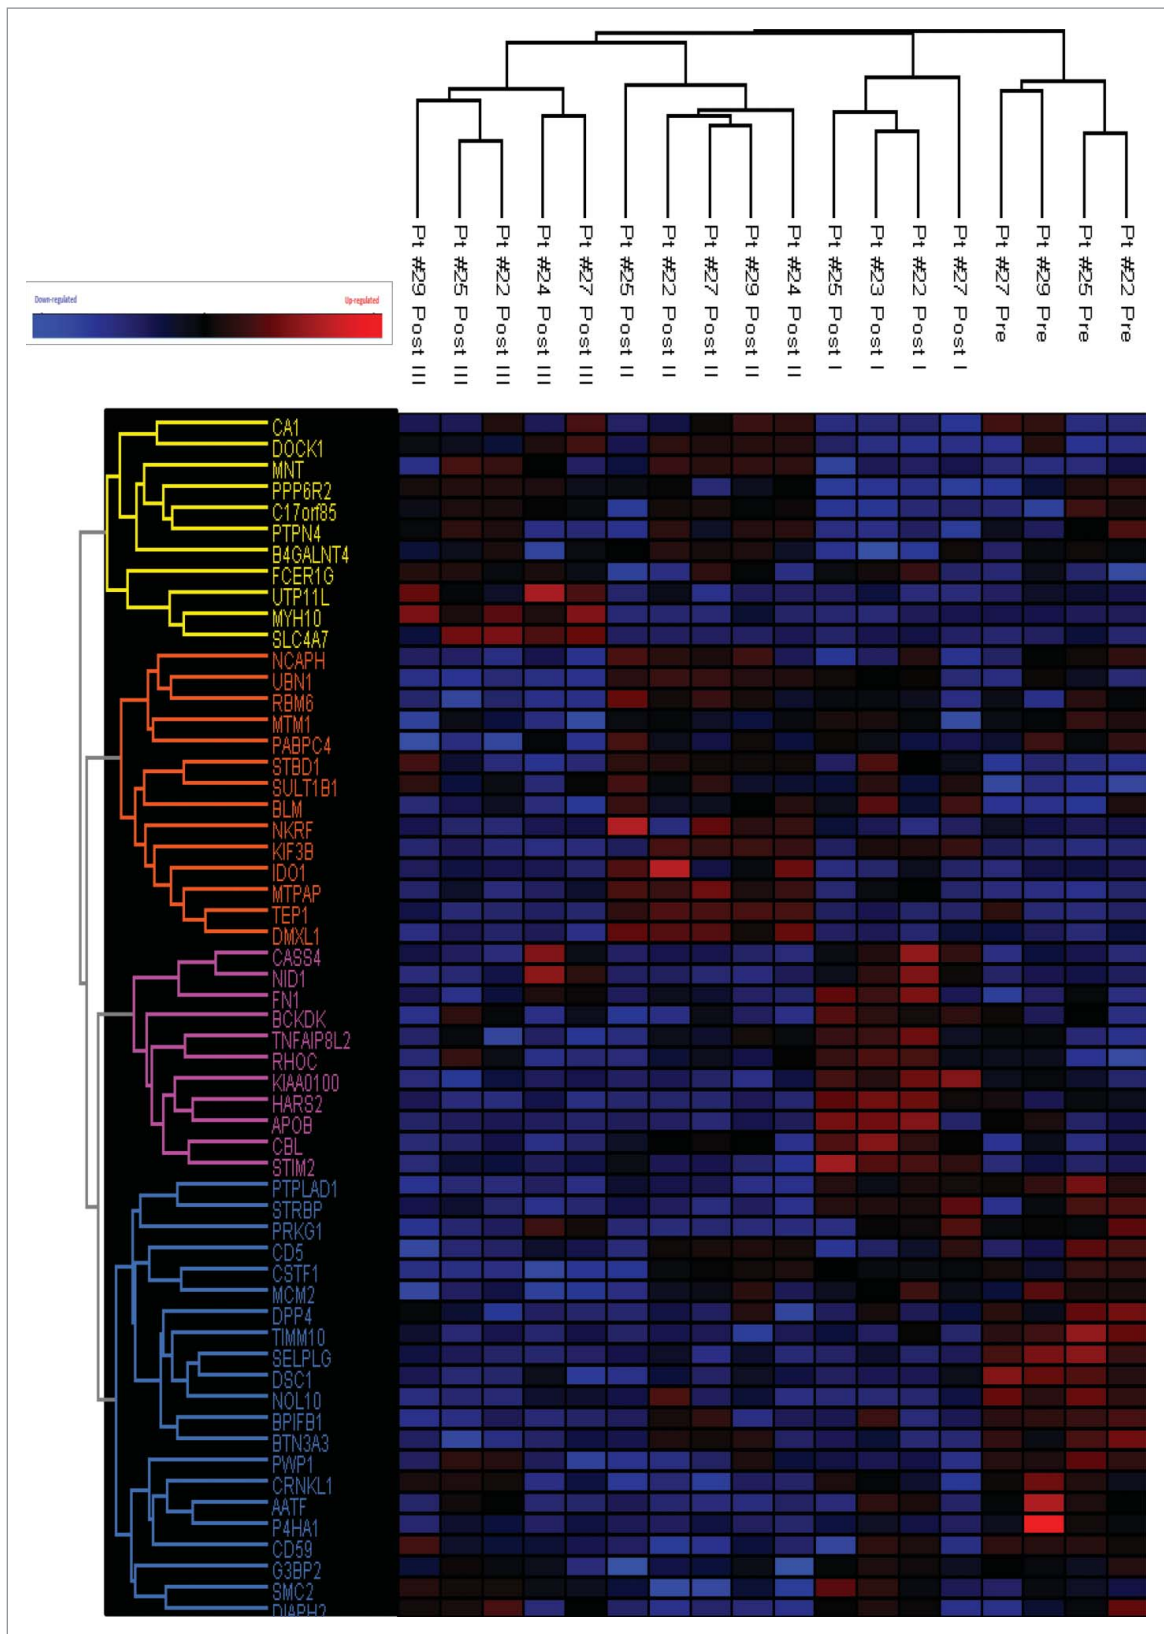 Pt #29 Post III
Pt #25 Post III
Pt #22 Post III
Pt #24 Post III
Pt #27 Post III
Pt #25 Post II
Pt #22 Post II
Pt #27 Post II
Pt #29 Post II
Pt #24 Post II
Pt #25 Post I
Pt #23 Post I
Pt #22 Post I
Pt #27 Post I
Pt #27 Pre
Pt #29 Pre
Pt #25 Pre
Pt #22 Pre
Down-regulated Up-regulated
CA1
DOCK1
MNT
PPP6R2
C17orf85
PTPN4
B4GALNT4
FCER1G
UTP11L
MYH10
SLC4A7
NCAPH
UBN1
RBM6
MTM1
PABPC4
STBD1
SULT1B1
BLM
NKRF
KIF3B
IDO1
MTPAP
TEP1
DMXL1
CASS4
NID1
FN1
BCKDK
TNFAIP8L2
RHOC
KIAA0100
HARS2
APOB
CBL
STIM2
PTPLAD1
STRBP
PRKG1
CD5
CSTF1
MCM2
DPP4
TIMM10
SELPLG
DSC1
NOL10
BPIFB1
BTN3A3
PWP1
CRNKL1
AATF
P4HA1
CD59
G3BP2
SMC2
DIAPH2